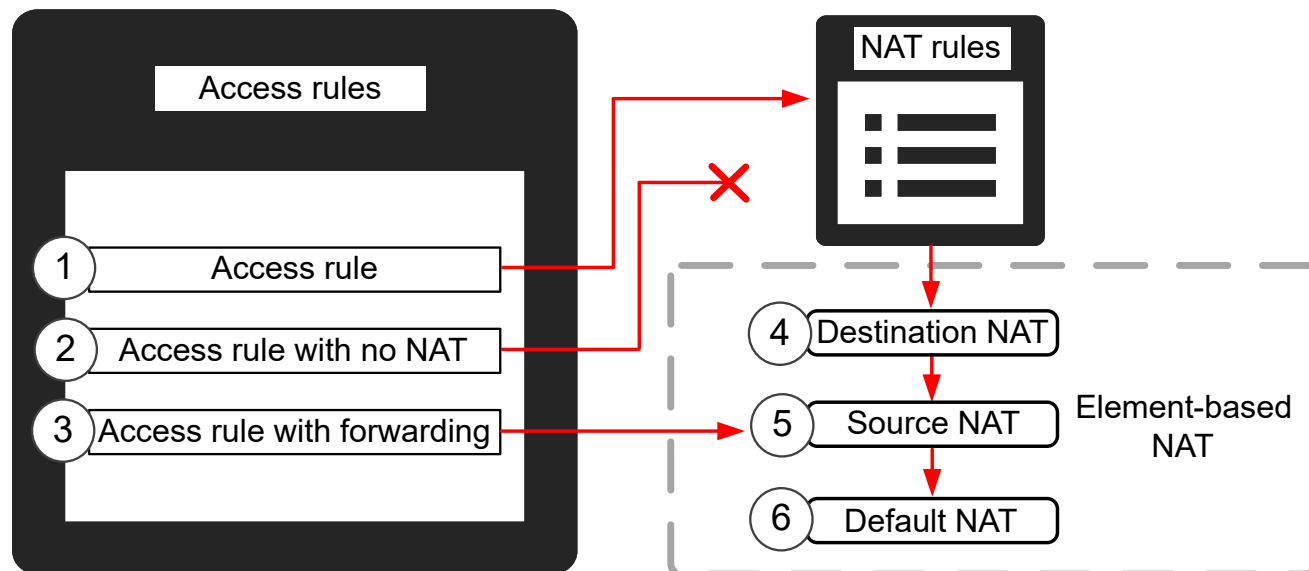 Access rules
1 Access rule
2 Access rule with no NAT
3 Access rule with forwarding
NAT rules
4 Destination NAT
5 Source NAT
6 Default NAT
Element-based
NAT